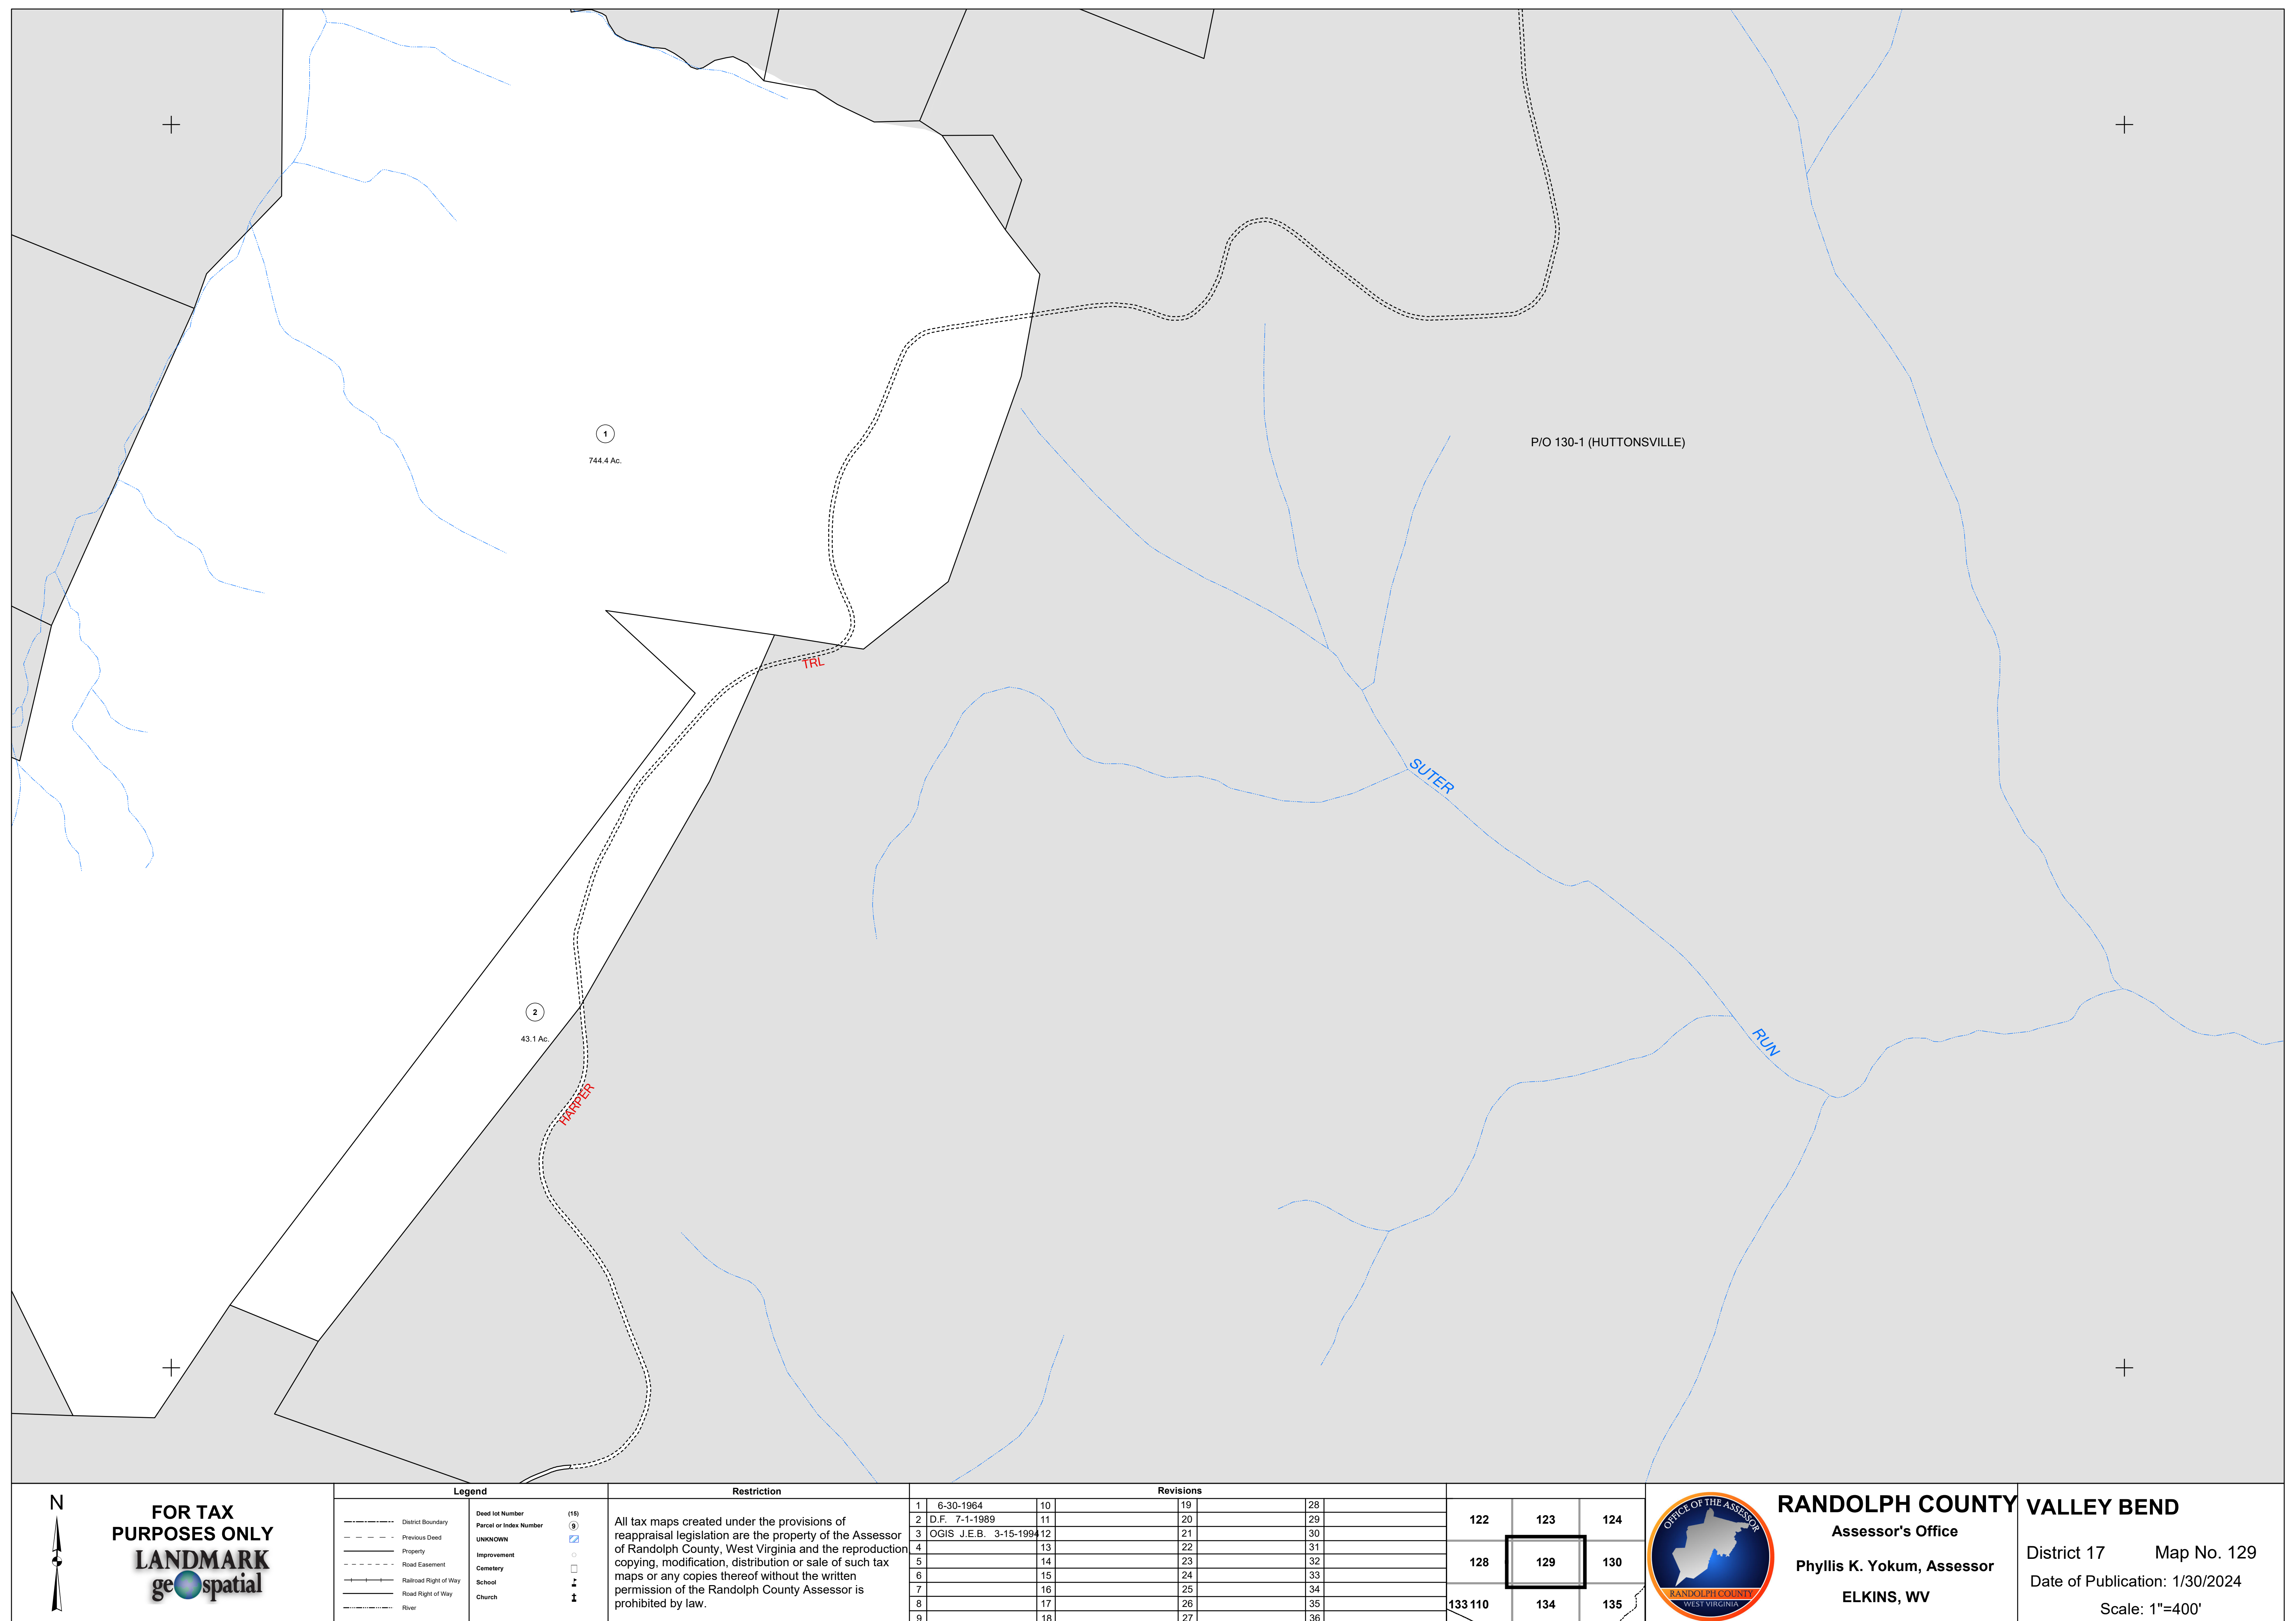 1
744.4 Ac.
P/O 130-1 (HUTTONSVILLE)
TRL
SUTER
2
43.1 Ac.
RUN
HARPER
N
FOR TAX
PURPOSES ONLY
LANDMARK
geospatial
Legend
District Boundary
Previous Deed
Property
Road Easement
Railroad Right of Way
Road Right of Way
River
Deed lot Number (15)
Parcel or Index Number 9
UNKNOWN
Improvement
Cemetery
School
Church
Restriction
All tax maps created under the provisions of
reappraisal legislation are the property of the Assessor
of Randolph County, West Virginia and the reproduction,
copying, modification, distribution or sale of such tax
maps or any copies thereof without the written
permission of the Randolph County Assessor is
prohibited by law.
Revisions
1 6-30-1964 10 19 28
2 D.F. 7-1-1989 11 20 29
3 OGIS J.E.B. 3-15-1994 12 21 30
4 13 22 31
5 14 23 32
6 15 24 33
7 16 25 34
8 17 26 35
9 18 27 36
122 123 124
128 129 130
133 110 134 135
OFFICE OF THE ASSESSOR
RANDOLPH COUNTY
WEST VIRGINIA
RANDOLPH COUNTY
Assessor's Office
Phyllis K. Yokum, Assessor
ELKINS, WV
VALLEY BEND
District 17 Map No. 129
Date of Publication: 1/30/2024
Scale: 1"=400'